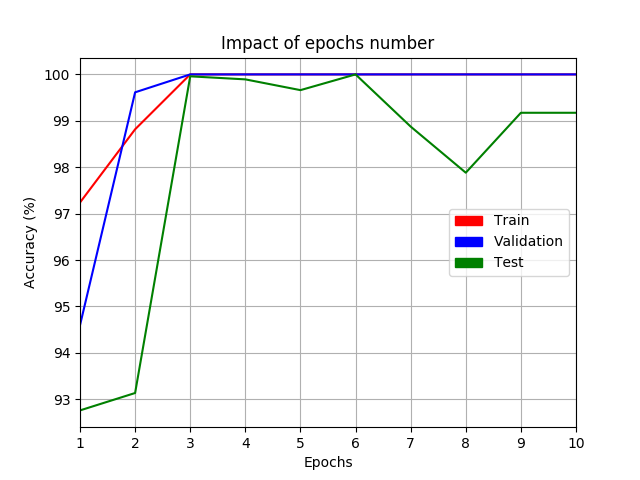 Impact of epochs number
100
99
98
97
96
95
94
93
Accuracy (%)
Train
Validation
Test
1 2 3 4 5 6 7 8 9 10
Epochs